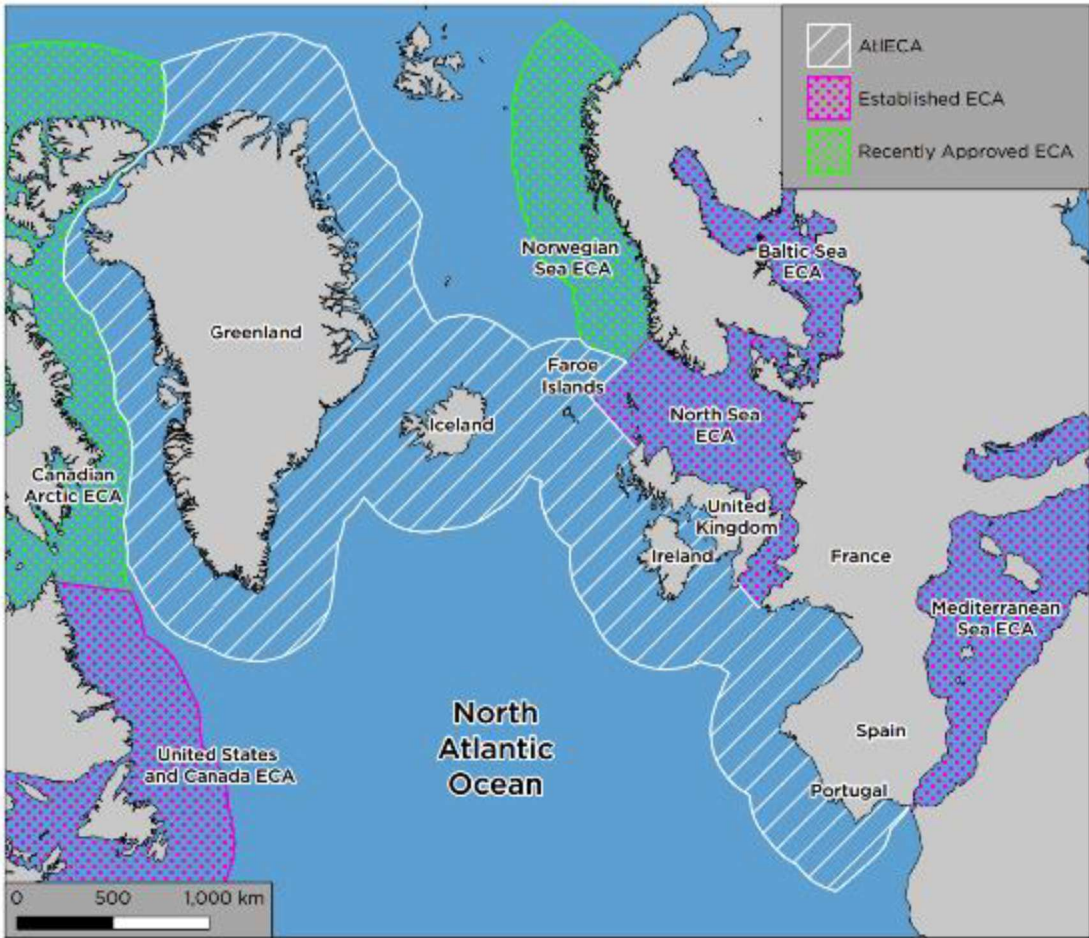 AtlECA
Established ECA
Recently Approved ECA
Norwegian
Sea ECA
Baltic Sea
ECA
Greenland
Faroe
Islands
Iceland
North Sea
ECA
Canadian
Arctic ECA
United
Kingdom
Ireland
France
Mediterranean
Sea ECA
North
Atlantic
Ocean
Spain
United States
and Canada ECA
Portugal
0 500 1,000 km